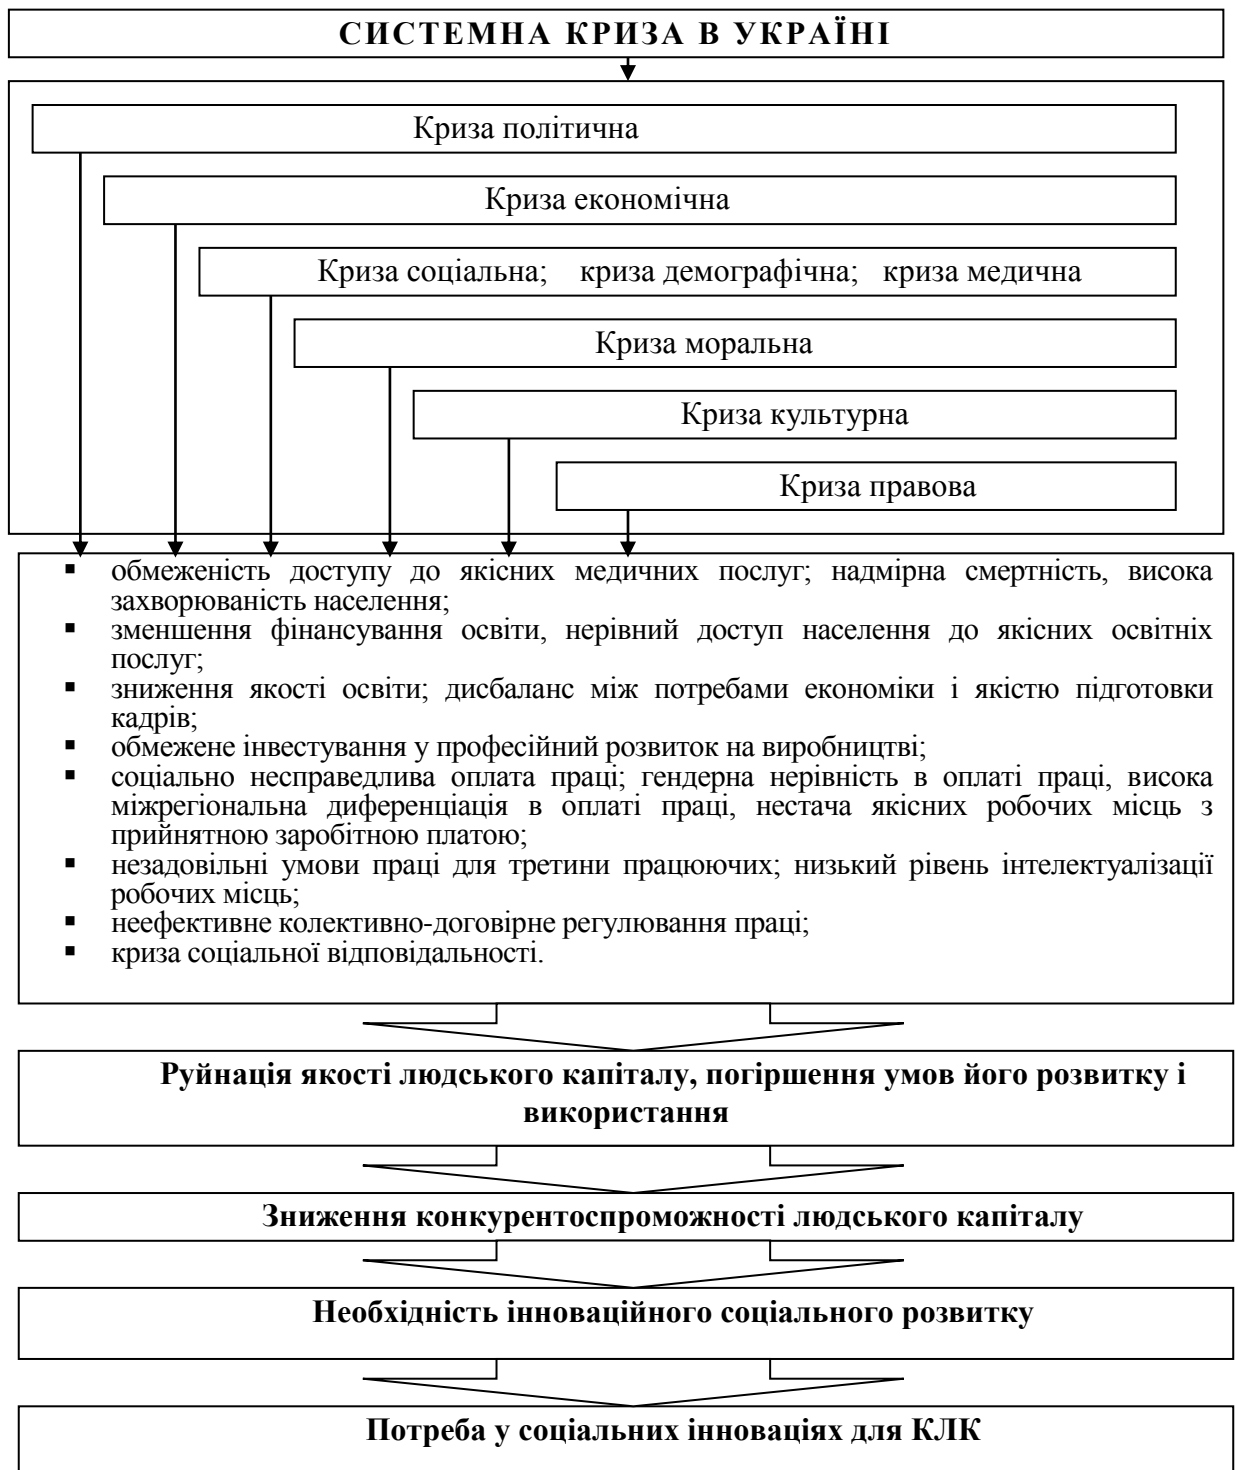 СИСТЕМНА КРИЗА В УКРАЇНІ
Криза політична
Криза економічна
Криза соціальна; криза демографічна; криза медична
Криза моральна
Криза культурна
Криза правова
▪ обмеженість доступу до якісних медичних послуг; надмірна смертність, висока
захворюваність населення;
▪ зменшення фінансування освіти, нерівний доступ населення до якісних освітніх
послуг;
▪ зниження якості освіти; дисбаланс між потребами економіки і якістю підготовки
кадрів;
▪ обмежене інвестування у професійний розвиток на виробництві;
▪ соціально несправедлива оплата праці; гендерна нерівність в оплаті праці, висока
міжрегіональна диференціація в оплаті праці, нестача якісних робочих місць з
прийнятною заробітною платою;
▪ незадовільні умови праці для третини працюючих; низький рівень інтелектуалізації
робочих місць;
▪ неефективне колективно-договірне регулювання праці;
▪ криза соціальної відповідальності.
Руйнація якості людського капіталу, погіршення умов його розвитку і
використання
Зниження конкурентоспроможності людського капіталу
Необхідність інноваційного соціального розвитку
Потреба у соціальних інноваціях для КЛК